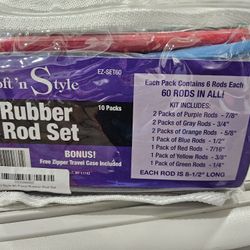 oft 'n Style
EZ-SET60
Rubber
10 Packs
Rod Set
BONUS!
Free Zipper Travel Case Included
Each Pack Contains 6 Rods Each
60 RODS IN ALL!
KIT INCLUDES:
2 Packs of Purple Rods - 7/8"
2 Packs of Gray Rods - 3/4"
2 Packs of Orange Rods - 5/8"
1 Pack of Blue Rods - 1/2"
1 Pack of Red Rods - 7/16"
1 Pack of Yellow Rods - 3/8"
1 Pack of Green Rods - 1/4"
EACH ROD IS 8-1/2" LONG